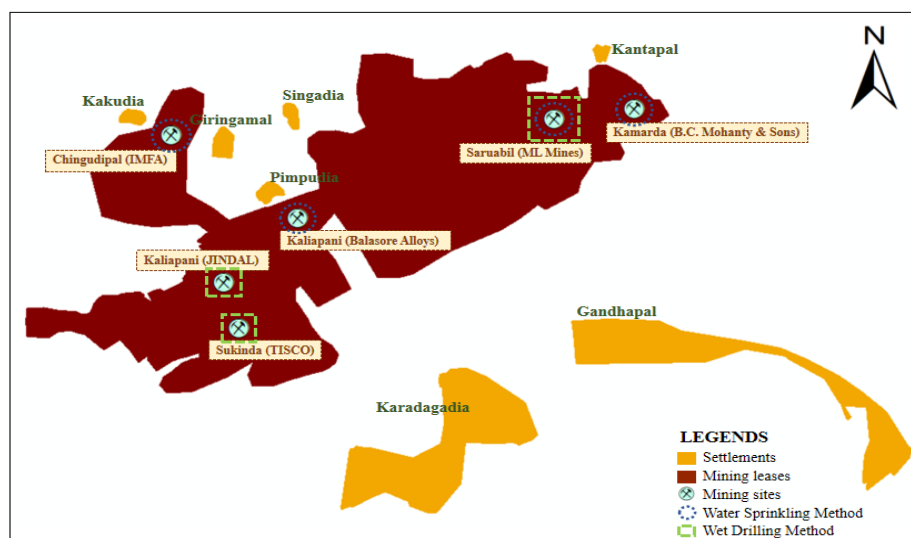 N
Kantapal
Kakudia
Singadia
Giringamal
Kamarda (B.C. Mohanty & Sons)
Saruabil (ML Mines)
Chingudipal (IMFA)
Pimpudia
Kaliapani (Balasore Alloys)
Kaliapani (JINDAL)
Gandhapal
Sukinda (TISCO)
Karadagadia
LEGENDS
Settlements
Mining leases
Mining sites
Water Sprinkling Method
Wet Drilling Method